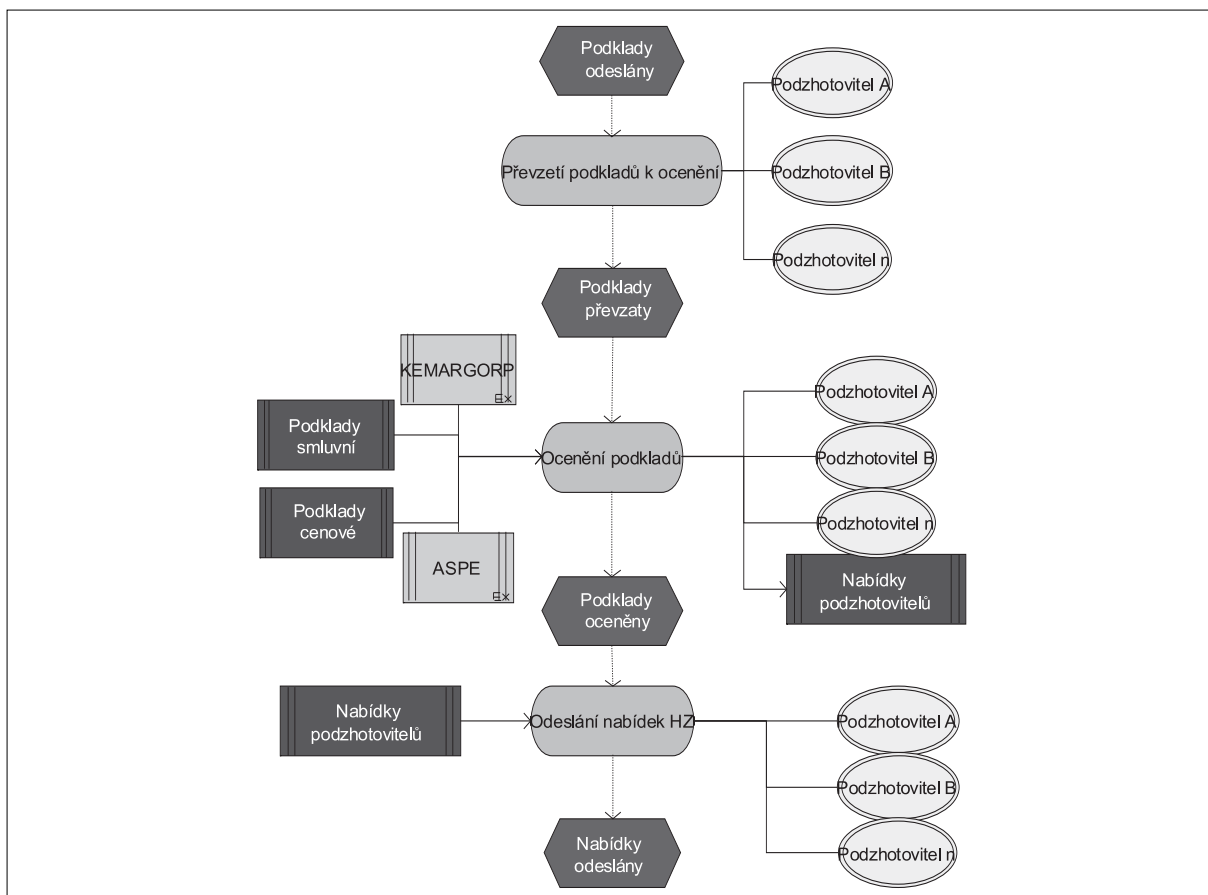 Podklady
odeslány
Podzhotovitel A
Převzetí podkladů k ocenění
Podzhotovitel B
Podzhotovitel n
Podklady
převzaty
KEMARGORP
Ex
Podklady
smluvní
Podzhotovitel A
Ocenění podkladů
Podzhotovitel B
Podklady
cenové
Podzhotovitel n
ASPE
Ex
Nabídky
podzhotovitelů
Podklady
oceněny
Nabídky
podzhotovitelů
Odeslání nabídek HZ
Podzhotovitel A
Podzhotovitel B
Podzhotovitel n
Nabídky
odeslány